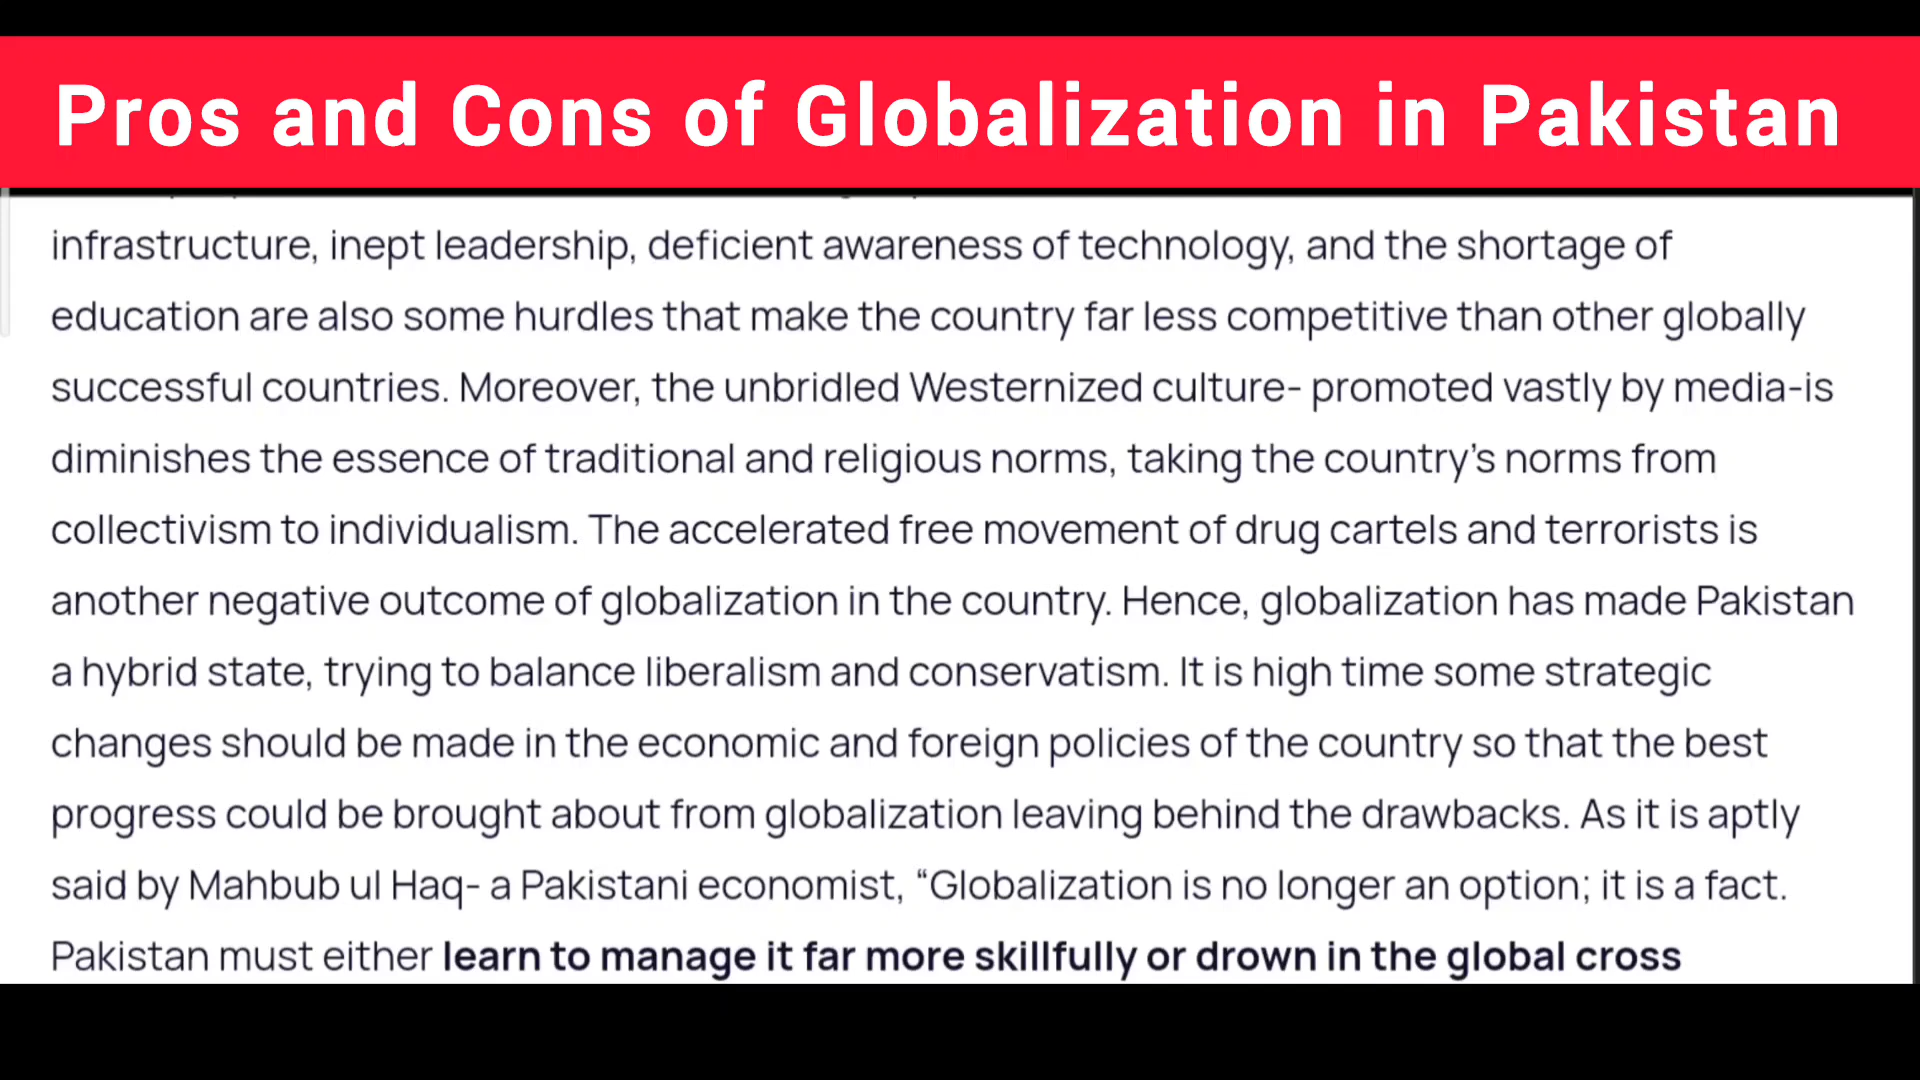 Pros and Cons of Globalization in Pakistan
infrastructure, inept leadership, deficient awareness of technology, and the shortage of
education are also some hurdles that make the country far less competitive than other globally
successful countries. Moreover, the unbridled Westernized culture- promoted vastly by media-is
diminishes the essence of traditional and religious norms, taking the country’s norms from
collectivism to individualism. The accelerated free movement of drug cartels and terrorists is
another negative outcome of globalization in the country. Hence, globalization has made Pakistan
a hybrid state, trying to balance liberalism and conservatism. It is high time some strategic
changes should be made in the economic and foreign policies of the country so that the best
progress could be brought about from globalization leaving behind the drawbacks. As it is aptly
said by Mahbub ul Haq- a Pakistani economist, “Globalization is no longer an option; it is a fact.
Pakistan must either learn to manage it far more skillfully or drown in the global cross